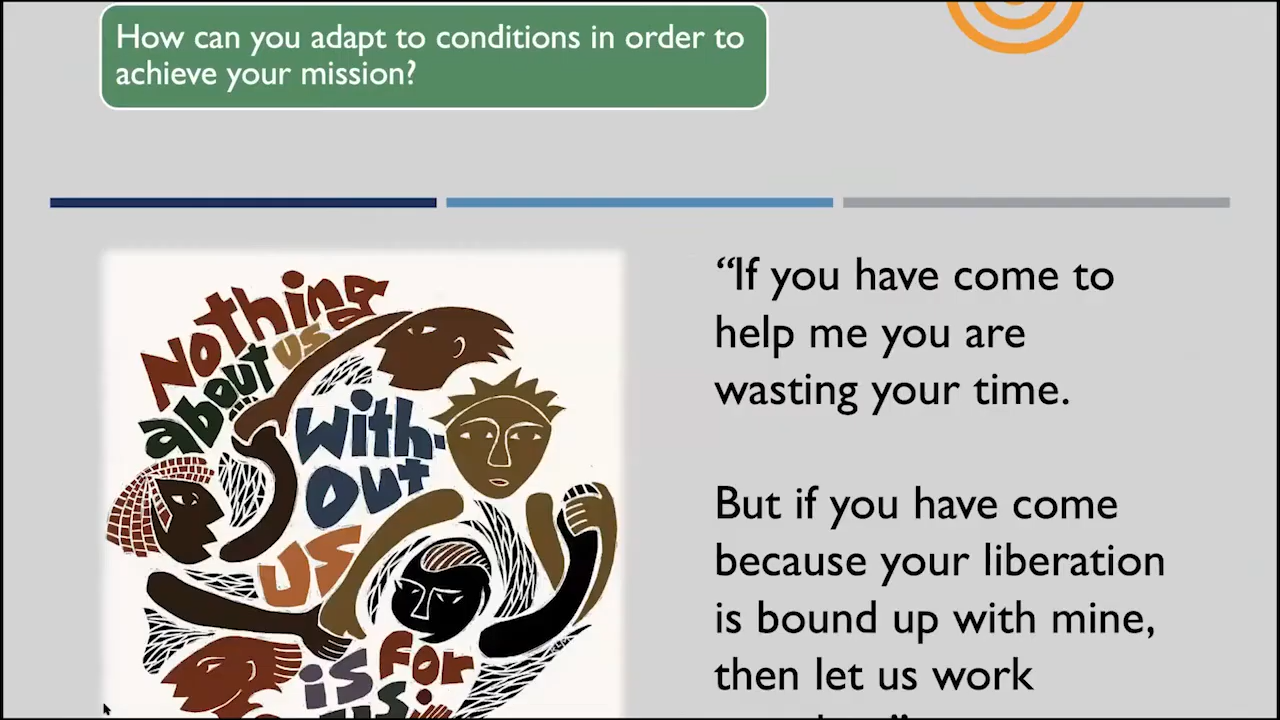 How can you adapt to conditions in order to
achieve your mission?
Nothing
about us
with-
out
us
is for
us
“If you have come to
help me you are
wasting your time.
But if you have come
because your liberation
is bound up with mine,
then let us work